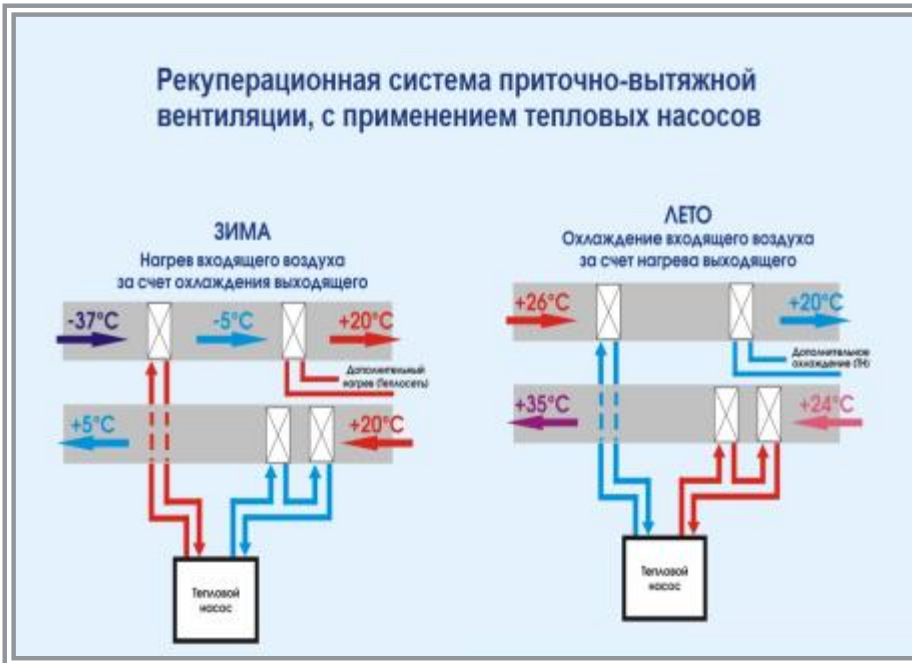 Рекуперационная система приточно-вытяжной
вентиляции, с применением тепловых насосов
ЗИМА
Нагрев входящего воздуха
за счет охлаждения выходящего
-37°C
-5°C
+20°C
Дополнительный
нагрев (Теплосеть)
+5°C
+20°C
Тепловой
насос
ЛЕТО
Охлаждение входящего воздуха
за счет нагрева выходящего
+26°C
+20°C
Дополнительное
охлаждение (ТН)
+35°C
+24°C
Тепловой
насос